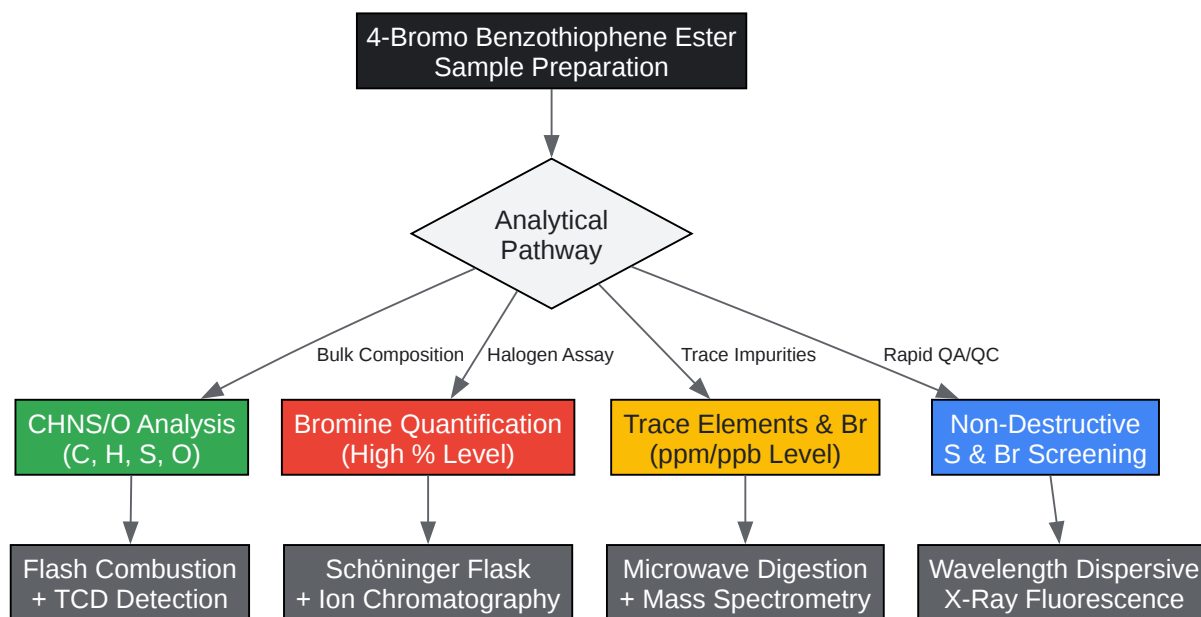 4-Bromo Benzothiophene Ester
Sample Preparation
Analytical
Pathway
Bulk Composition
Halogen Assay
Trace Impurities
Rapid QA/QC
CHNS/O Analysis
(C, H, S, O)
Bromine Quantification
(High % Level)
Trace Elements & Br
(ppm/ppb Level)
Non-Destructive
S & Br Screening
Flash Combustion
+ TCD Detection
Schöninger Flask
+ Ion Chromatography
Microwave Digestion
+ Mass Spectrometry
Wavelength Dispersive
X-Ray Fluorescence